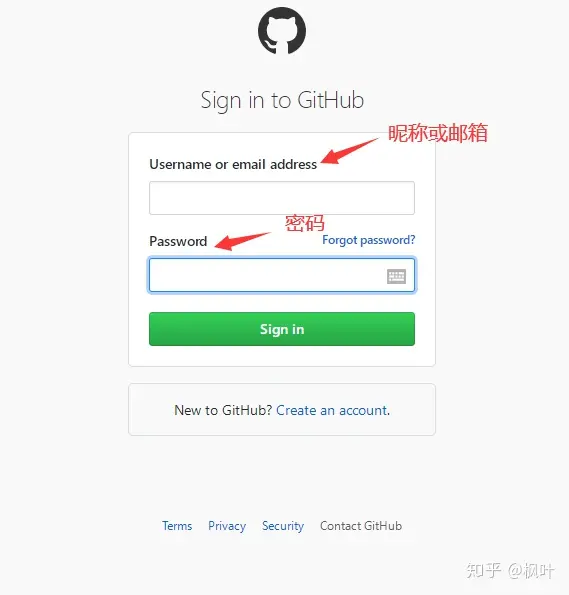 Sign in to GitHub
昵称或邮箱
Username or email address
密码
Password
Forgot password?
Sign in
New to GitHub? Create an account.
Terms Privacy Security Contact GitHub
知乎 @枫叶